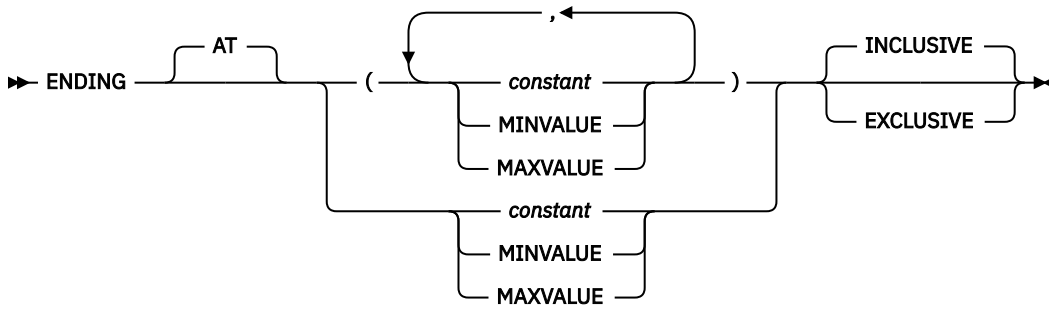 ,
AT INCLUSIVE
ENDING ( constant )
MINVALUE EXCLUSIVE
MAXVALUE
constant
MINVALUE
MAXVALUE